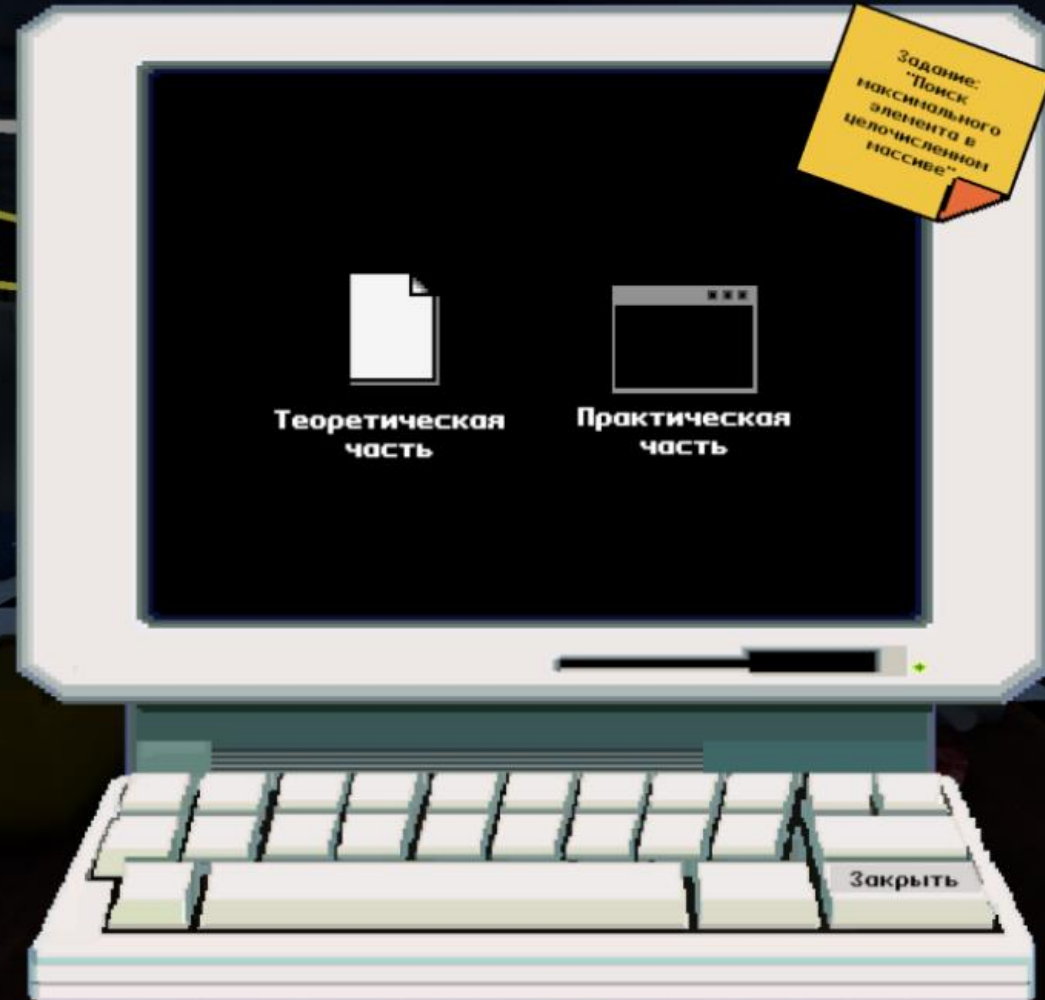 Задание:
"Поиск
максимального
элемента в
целочисленном
массиве"
Теоретическая
часть
Практическая
часть
Закрыть